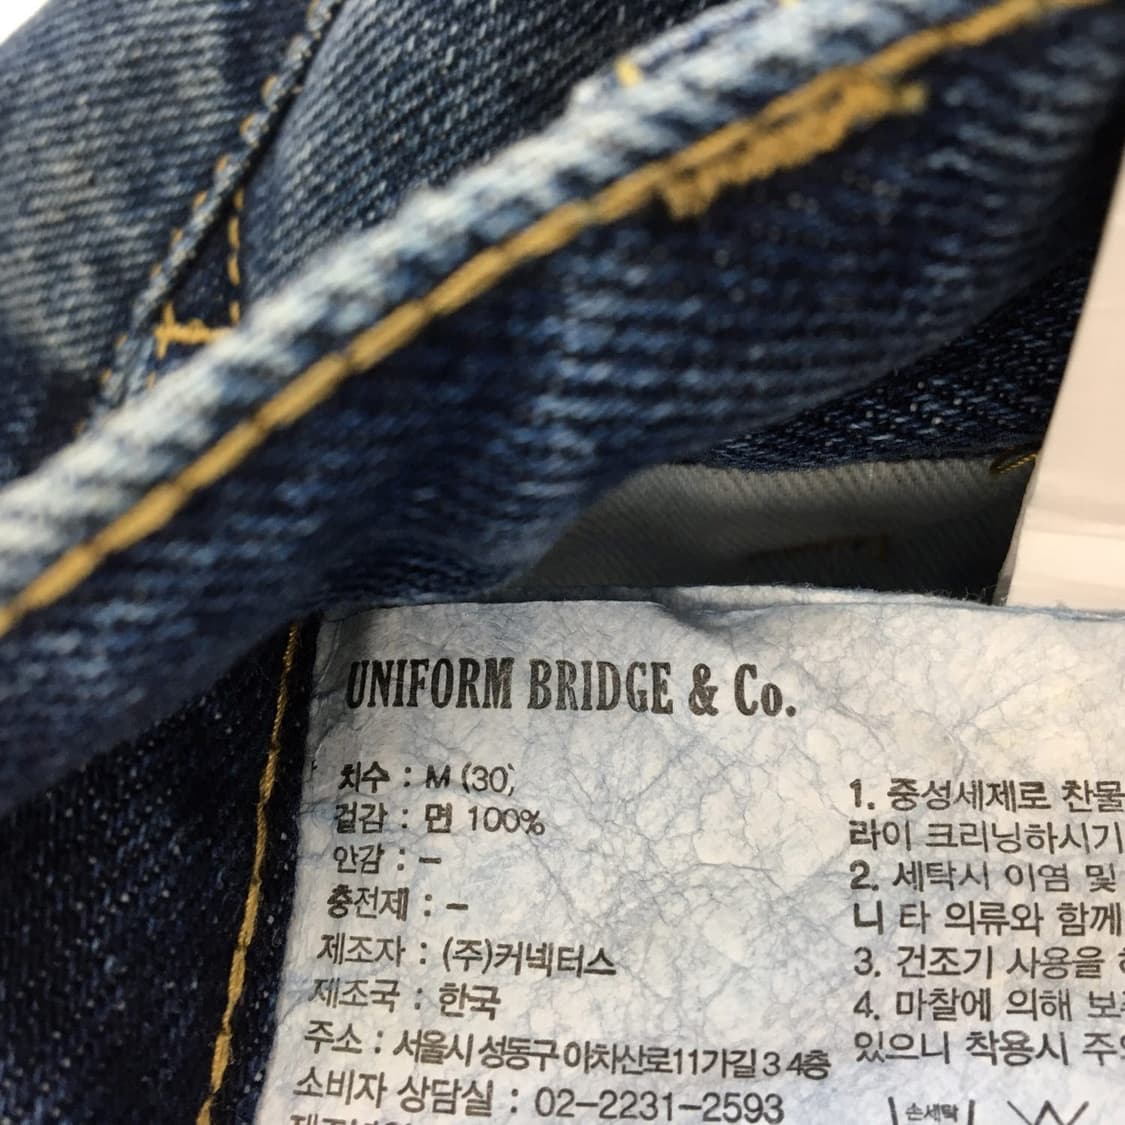 UNIFORM BRIDGE & Co.
치수 : M (30)
겉감 : 면 100%
안감 : –
충전제 : –
제조자 : (주)커넥터스
제조국 : 한국
주소 : 서울시 성동구 아차산로11가길 3 4층
소비자 상담실 : 02-2231-2593
1. 중성세제로 찬물
라이 크리닝하시기
2. 세탁시 이염 및
니 타 의류와 함께
3. 건조기 사용을
4. 마찰에 의해
있으니 착용시
손세탁